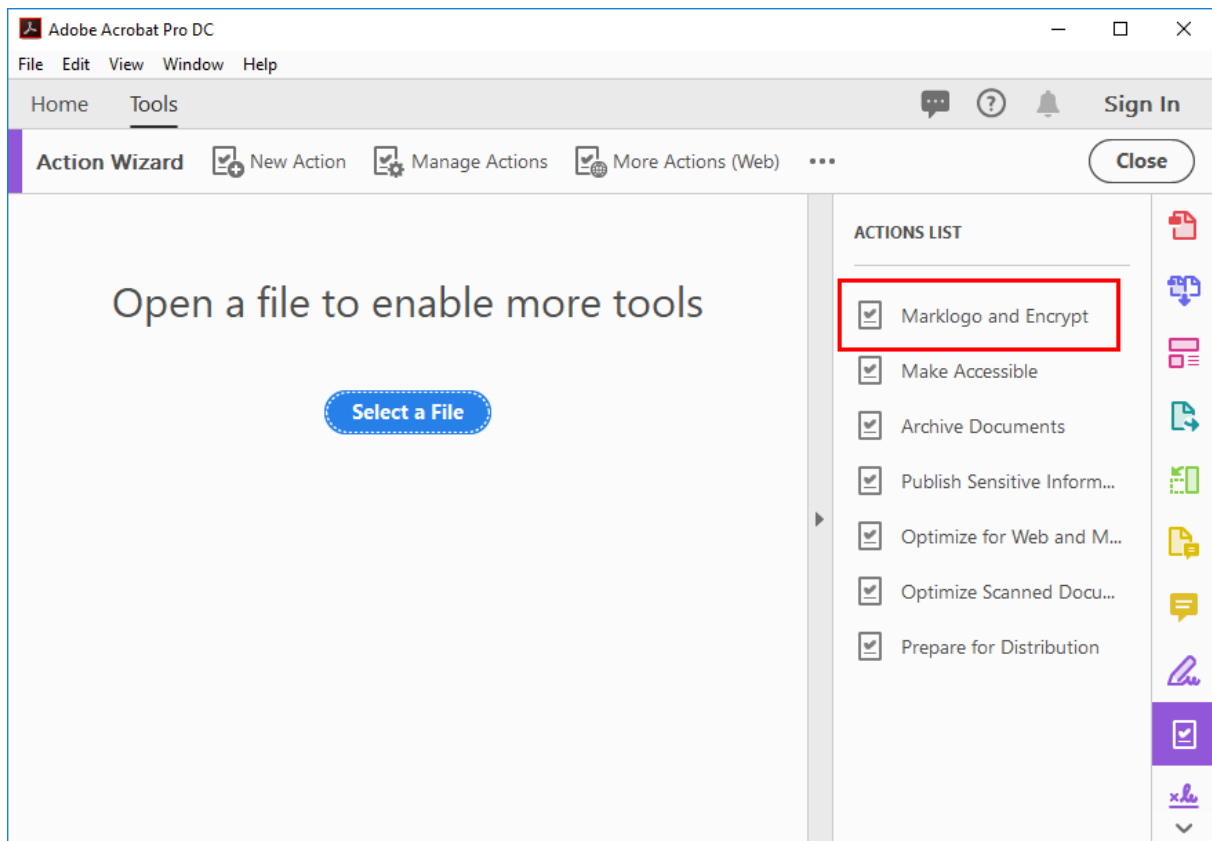 Adobe Acrobat Pro DC
File Edit View Window Help
Home Tools Sign In
Action Wizard New Action Manage Actions More Actions (Web) ••• Close
ACTIONS LIST
Open a file to enable more tools
Select a File
Marklogo and Encrypt
Make Accessible
Archive Documents
Publish Sensitive Inform...
Optimize for Web and M...
Optimize Scanned Docu...
Prepare for Distribution